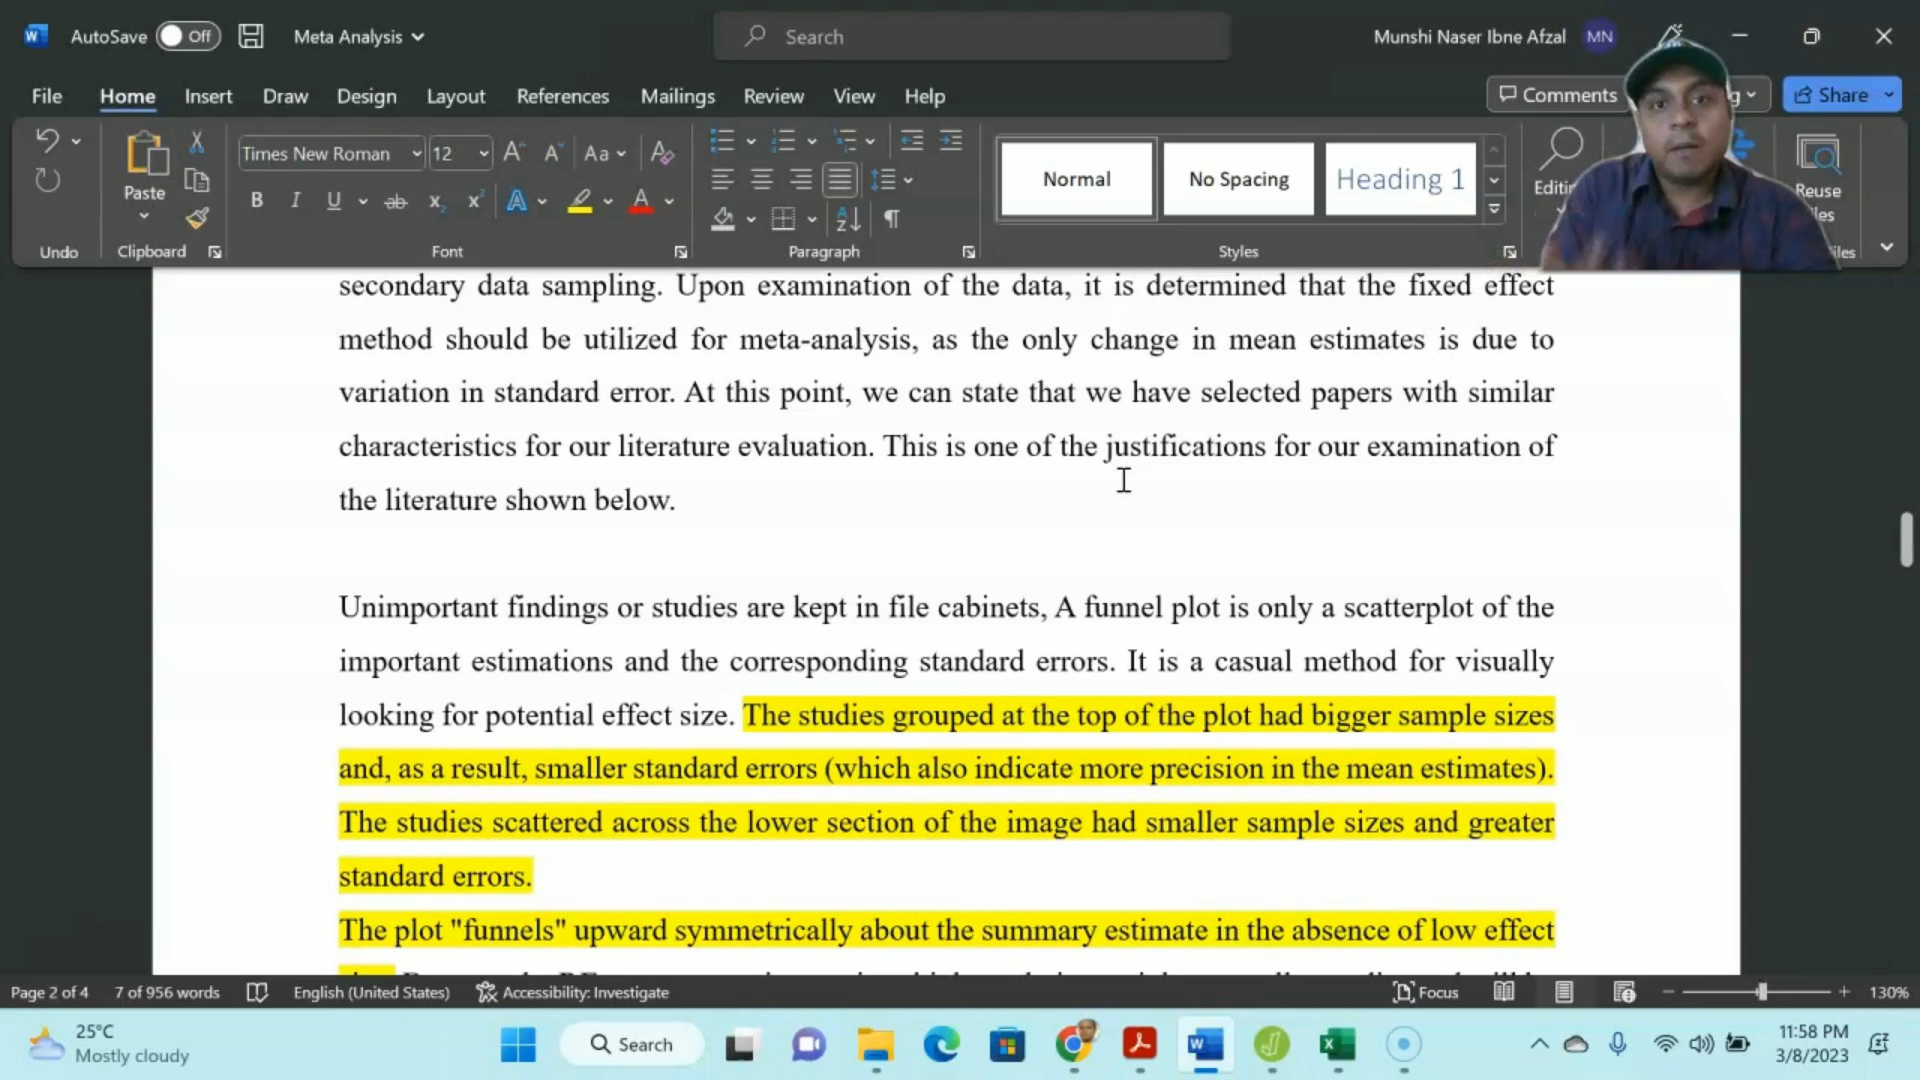 AutoSave Off Meta Analysis Search Munshi Naser Ibne Afzal MN
File Home Insert Draw Design Layout References Mailings Review View Help Comments Share
Times New Roman 12 Aa
Paste
Normal No Spacing Heading 1
Reuse
Undo Clipboard Font Paragraph Styles
secondary data sampling. Upon examination of the data, it is determined that the fixed effect
method should be utilized for meta-analysis, as the only change in mean estimates is due to
variation in standard error. At this point, we can state that we have selected papers with similar
characteristics for our literature evaluation. This is one of the justifications for our examination of
the literature shown below.
Unimportant findings or studies are kept in file cabinets, A funnel plot is only a scatterplot of the
important estimations and the corresponding standard errors. It is a casual method for visually
looking for potential effect size. The studies grouped at the top of the plot had bigger sample sizes
and, as a result, smaller standard errors (which also indicate more precision in the mean estimates).
The studies scattered across the lower section of the image had smaller sample sizes and greater
standard errors.
The plot "funnels" upward symmetrically about the summary estimate in the absence of low effect
Page 2 of 4 7 of 956 words English (United States) Accessibility: Investigate Focus 130%
25°C
Mostly cloudy
Search
11:58 PM
3/8/2023